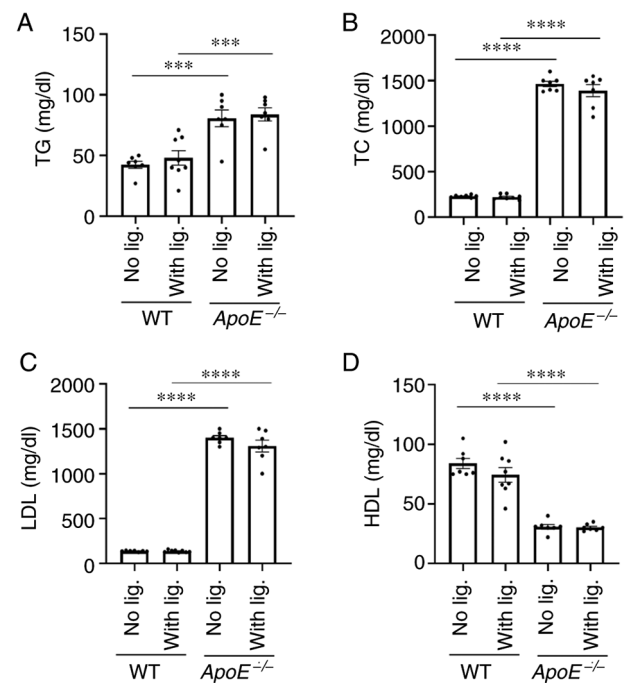 A
TG (mg/dl)
150
100
50
0
***
***
No lig.
With lig.
No lig.
With lig.
WT
ApoE−/−
B
TC (mg/dl)
2000
1500
1000
500
0
****
****
No lig.
With lig.
No lig.
With lig.
WT
ApoE−/−
C
LDL (mg/dl)
2000
1500
1000
500
0
****
****
No lig.
With lig.
No lig.
With lig.
WT
ApoE−/−
D
HDL (mg/dl)
150
100
50
0
****
****
No lig.
With lig.
No lig.
With lig.
WT
ApoE−/−